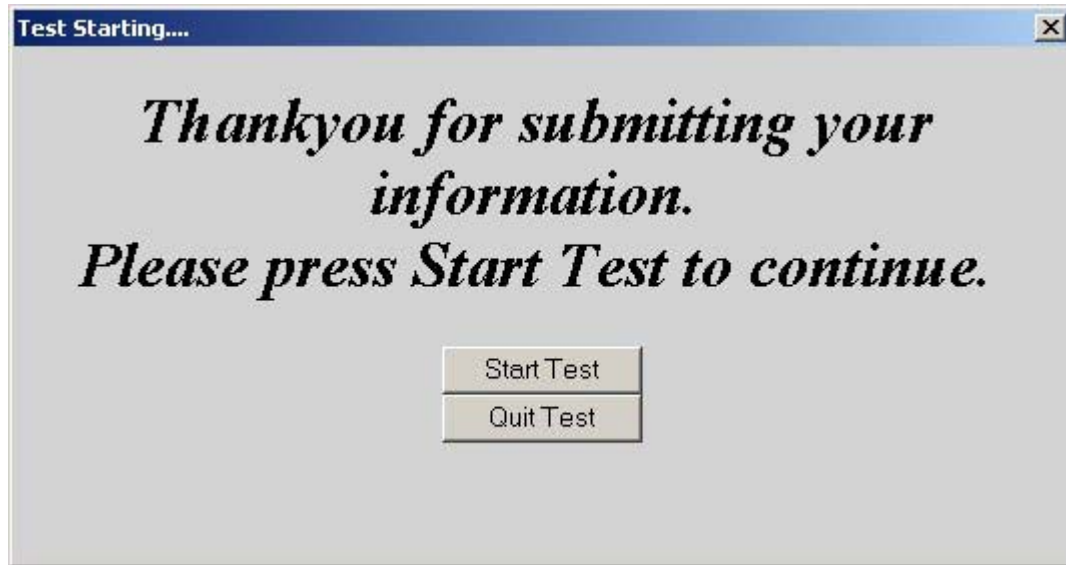 Test Starting....
Thankyou for submitting your
information.
Please press Start Test to continue.
Start Test
Quit Test